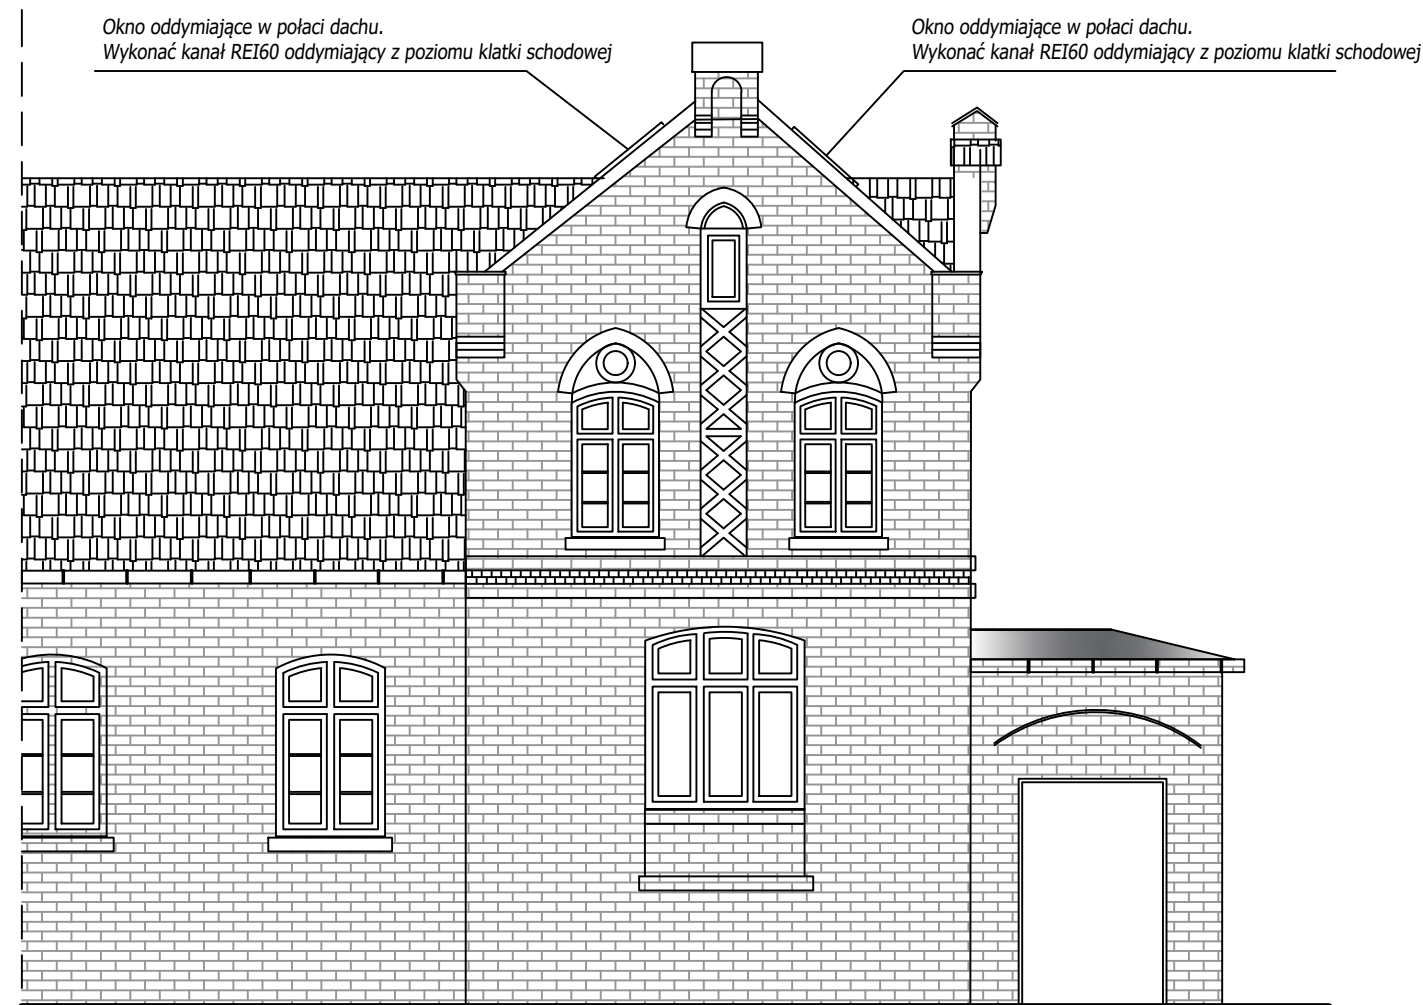 Okno oddymiające w połaci dachu.
Wykonać kanał REI60 oddymiający z poziomu klatki schodowej
Okno oddymiające w połaci dachu.
Wykonać kanał REI60 oddymiający z poziomu klatki schodowej